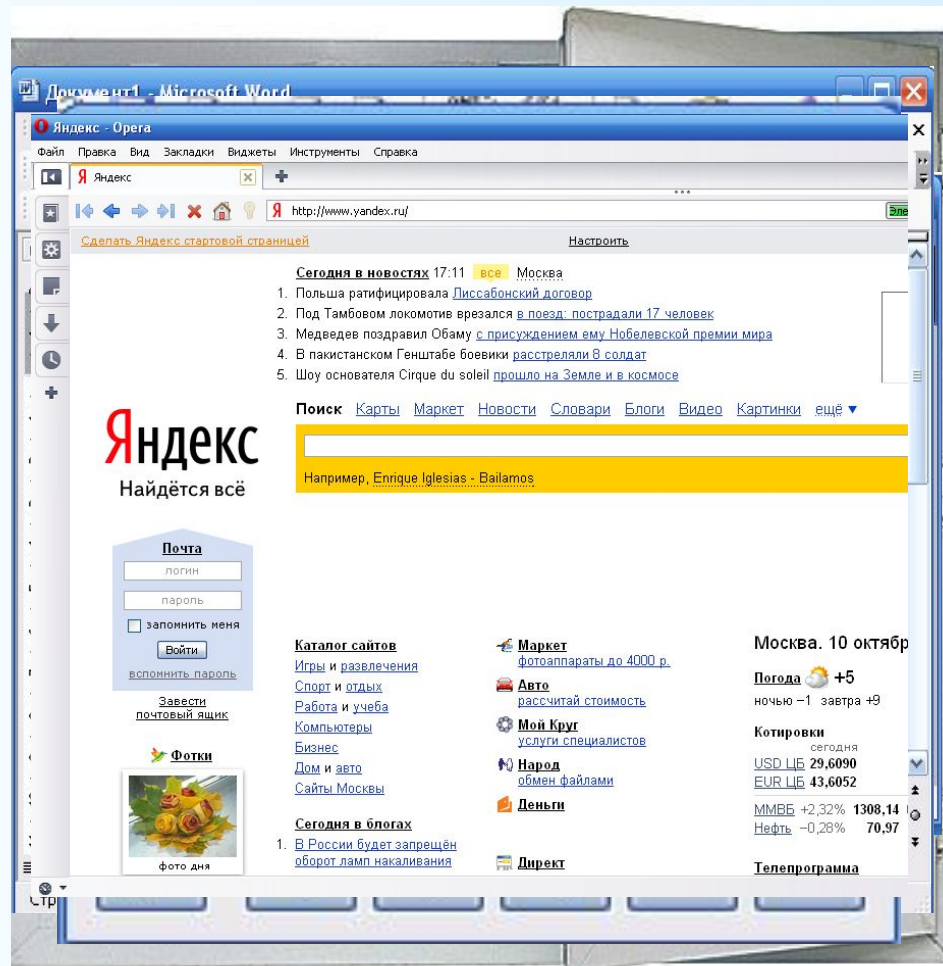 Документ1 - Microsoft Word
Яндекс - Opera
Файл Правка Вид Закладки Виджеты Инструменты Справка
Я Яндекс
Я http://www.yandex.ru/
Сделать Яндекс стартовой страницей Настроить
Сегодня в новостях 17:11 все Москва
1. Польша ратифицировала Лиссабонский договор
2. Под Тамбовом локомотив врезался в поезд: пострадали 17 человек
3. Медведев поздравил Обаму с присуждением ему Нобелевской премии мира
4. В пакистанском Генштабе боевики расстреляли 8 солдат
5. Шоу основателя Cirque du soleil прошло на Земле и в космосе
Поиск Карты Маркет Новости Словари Блоги Видео Картинки ещё ▼
Яндекс
Найдётся всё
Например, Enrique Iglesias - Bailamos
Почта
логин
пароль
запомнить меня
Войти
вспомнить пароль
Завести
почтовый ящик
Фотки
фото дня
Каталог сайтов
Игры и развлечения
Спорт и отдых
Работа и учеба
Компьютеры
Бизнес
Дом и авто
Сайты Москвы
Сегодня в блогах
1. В России будет запрещён
оборот ламп накаливания
Маркет
фотоаппараты до 4000 р.
Авто
рассчитай стоимость
Мой Круг
услуги специалистов
Народ
обмен файлами
Деньги
Директ
Москва. 10 октябр
Погода +5
ночью −1 завтра +9
Котировки
сегодня
USD ЦБ 29,6090
EUR ЦБ 43,6052
ММВБ +2,32% 1308,14
Нефть −0,28% 70,97
Телепрограмма